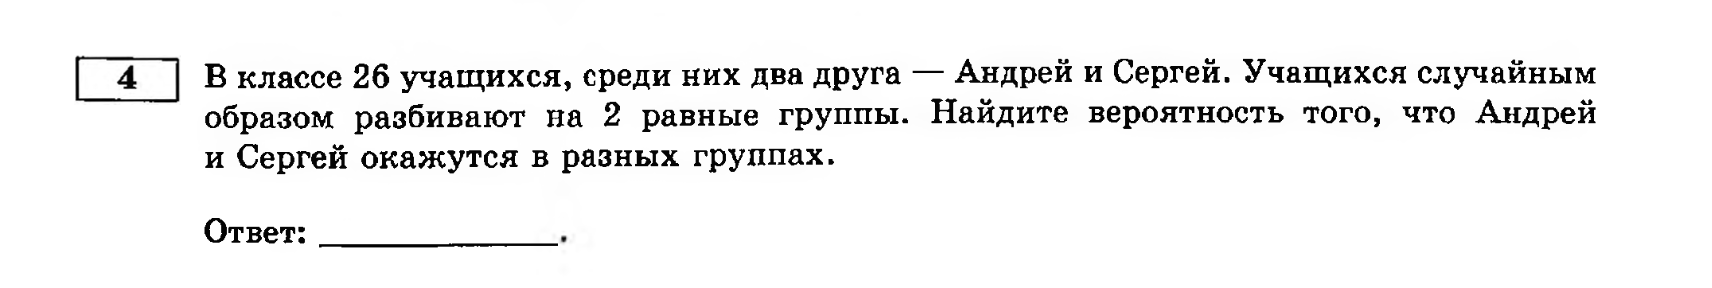 4
В классе 26 учащихся, среди них два друга — Андрей и Сергей. Учащихся случайным
образом разбивают на 2 равные группы. Найдите вероятность того, что Андрей
и Сергей окажутся в разных группах.
Ответ: ____________.